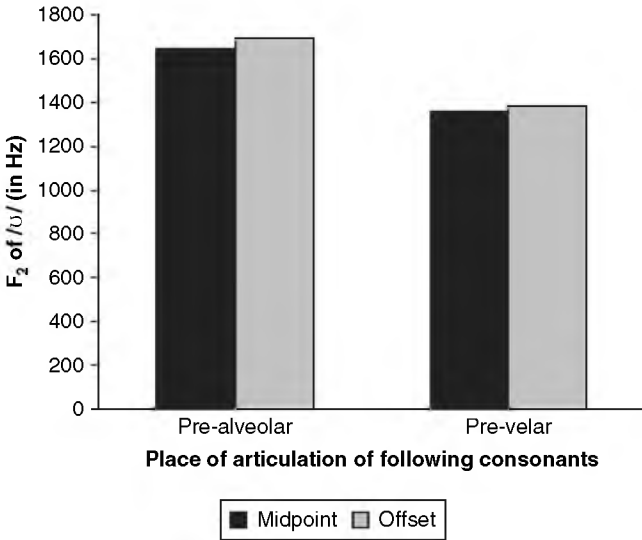 1800
1600
1400
1200
1000
800
600
400
200
0
F₂ of /ʊ/ (in Hz)
Pre-alveolar Pre-velar
Place of articulation of following consonants
Midpoint Offset